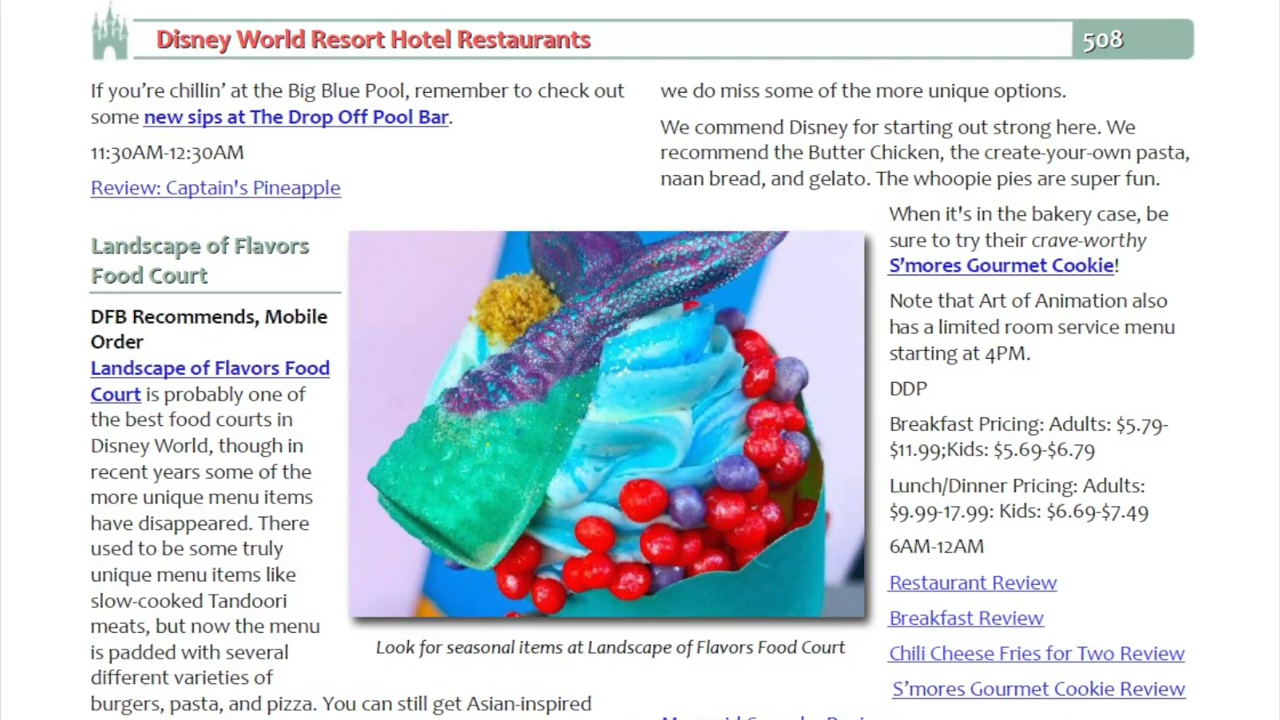 Disney World Resort Hotel Restaurants
508
If you're chillin' at the Big Blue Pool, remember to check out
some new sips at The Drop Off Pool Bar.
11:30AM-12:30AM
Review: Captain's Pineapple
Landscape of Flavors
Food Court
DFB Recommends, Mobile
Order
Landscape of Flavors Food
Court is probably one of
the best food courts in
Disney World, though in
recent years some of the
more unique menu items
have disappeared. There
used to be some truly
unique menu items like
slow-cooked Tandoori
meats, but now the menu
is padded with several
different varieties of
burgers, pasta, and pizza. You can still get Asian-inspired
Look for seasonal items at Landscape of Flavors Food Court
we do miss some of the more unique options.
We commend Disney for starting out strong here. We
recommend the Butter Chicken, the create-your-own pasta,
naan bread, and gelato. The whoopie pies are super fun.
When it's in the bakery case, be
sure to try their crave-worthy
S'mores Gourmet Cookie!
Note that Art of Animation also
has a limited room service menu
starting at 4PM.
DDP
Breakfast Pricing: Adults: $5.79-
$11.99;Kids: $5.69-$6.79
Lunch/Dinner Pricing: Adults:
$9.99-17.99: Kids: $6.69-$7.49
6AM-12AM
Restaurant Review
Breakfast Review
Chili Cheese Fries for Two Review
S'mores Gourmet Cookie Review